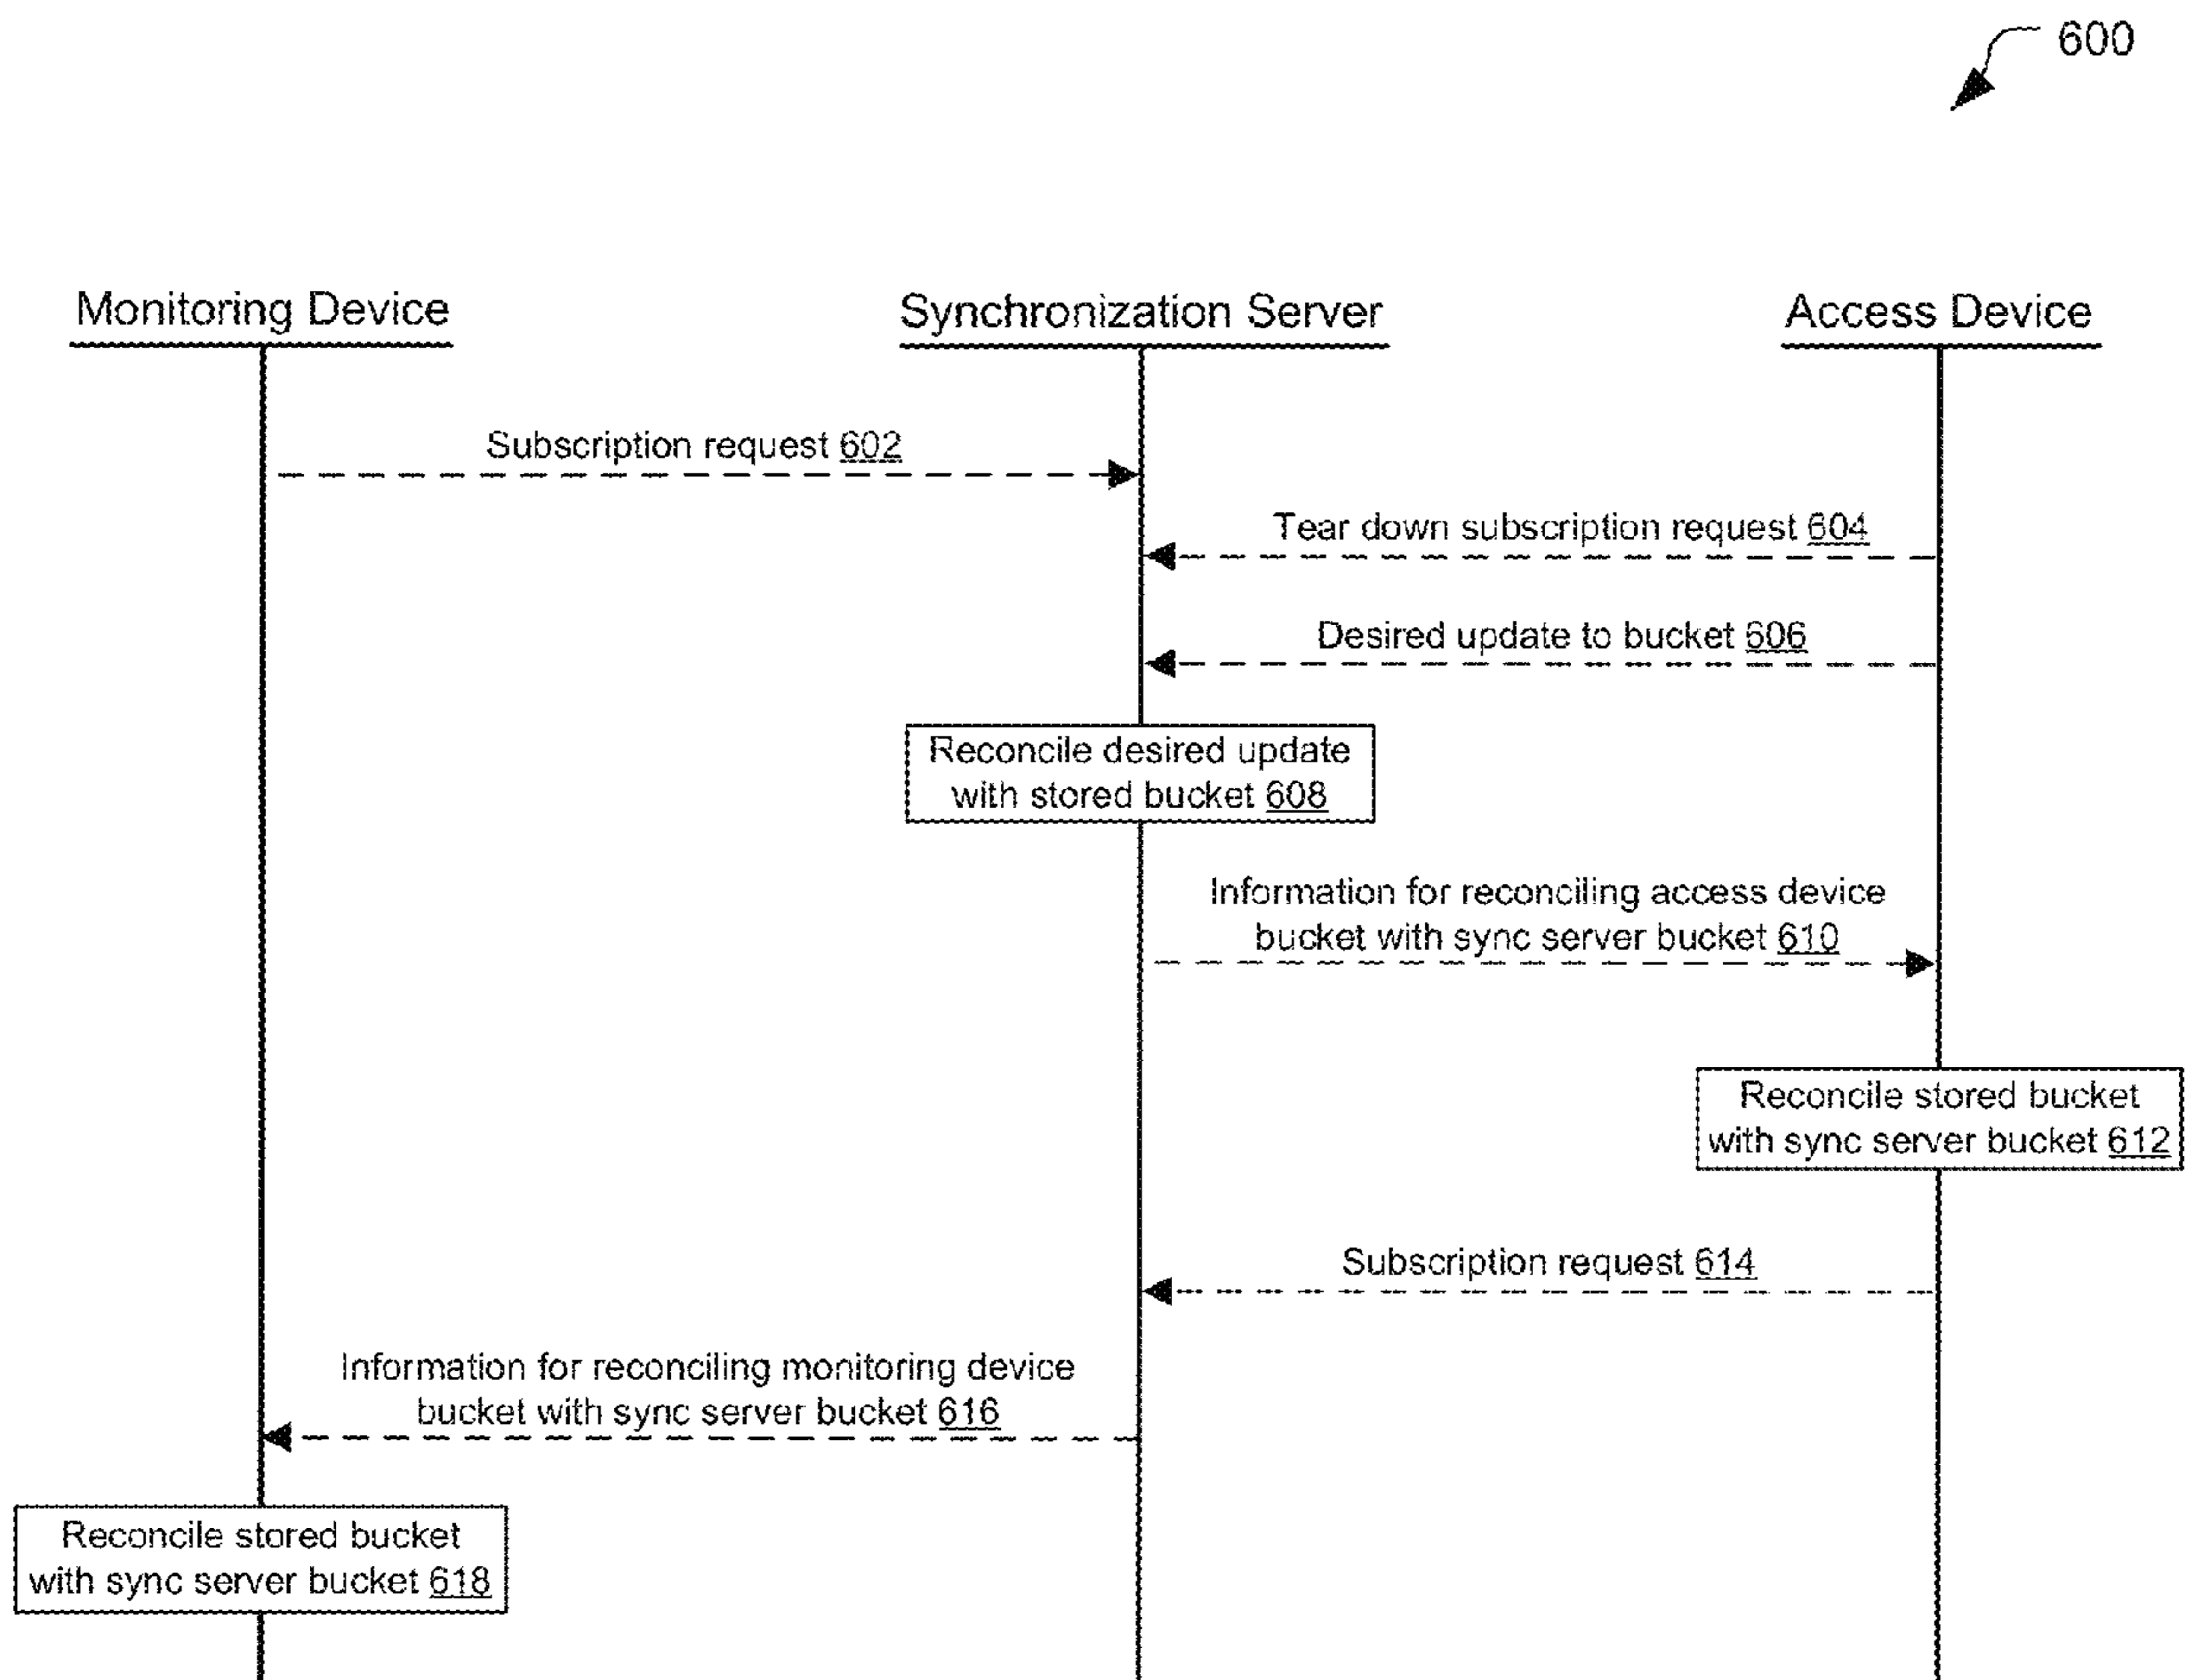 600
Monitoring Device
Synchronization Server
Access Device
Subscription request 602
Tear down subscription request 604
Desired update to bucket 606
Reconcile desired update
with stored bucket 608
Information for reconciling access device
bucket with sync server bucket 610
Reconcile stored bucket
with sync server bucket 612
Subscription request 614
Information for reconciling monitoring device
bucket with sync server bucket 616
Reconcile stored bucket
with sync server bucket 618